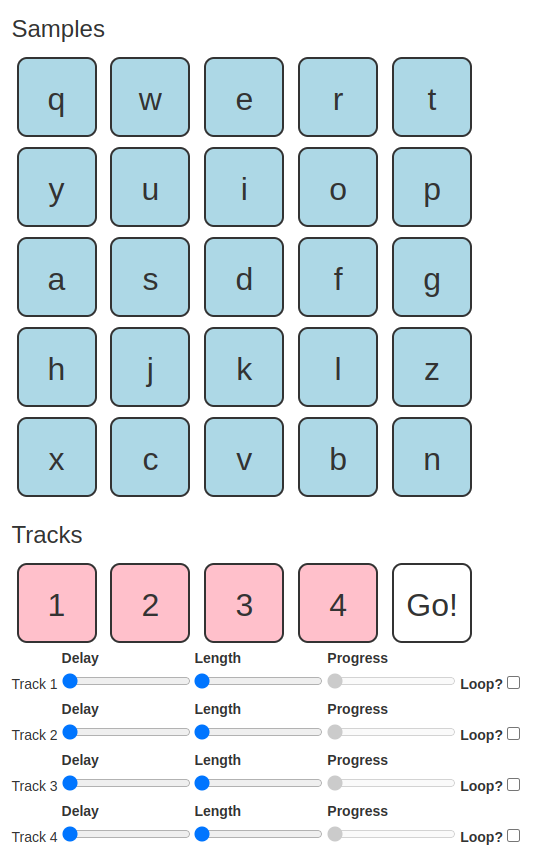 Samples
q w e r t
y u i o p
a s d f g
h j k l z
x c v b n
Tracks
1 2 3 4 Go!
Delay Length Progress
Track 1 Loop?
Delay Length Progress
Track 2 Loop?
Delay Length Progress
Track 3 Loop?
Delay Length Progress
Track 4 Loop?